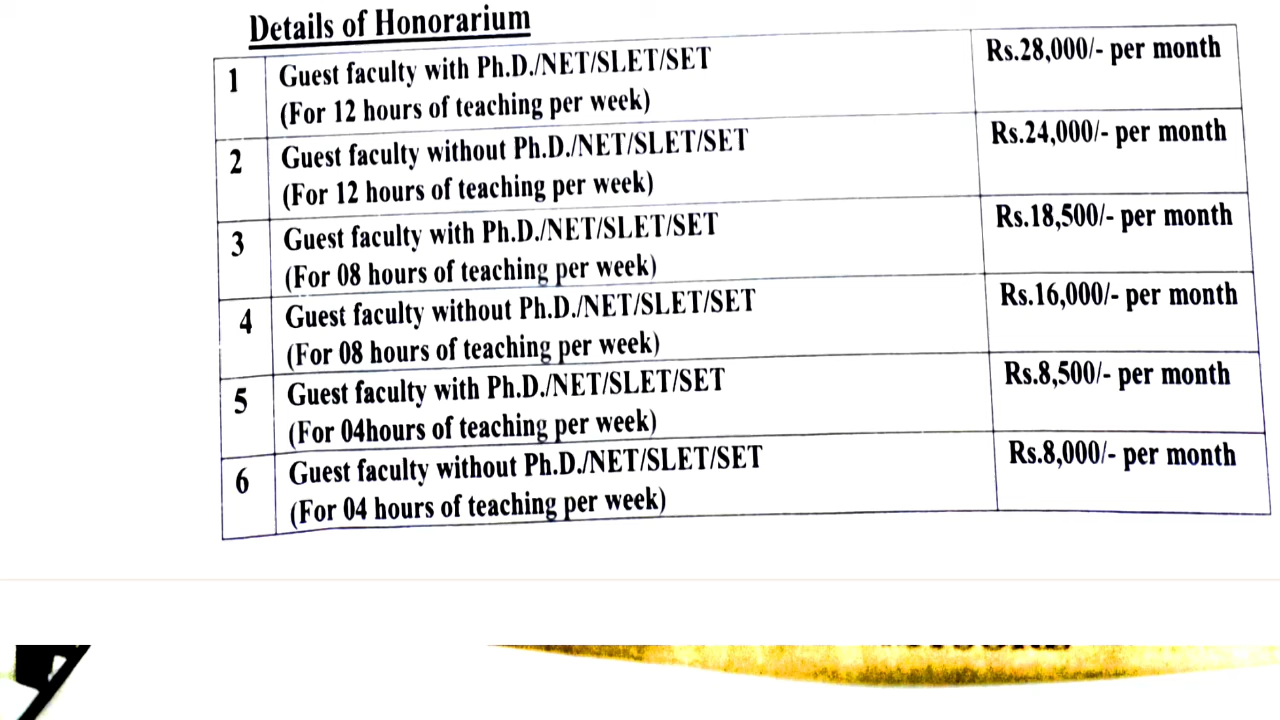 Details of Honorarium
1 Guest faculty with Ph.D./NET/SLET/SET Rs.28,000/- per month
(For 12 hours of teaching per week)
2 Guest faculty without Ph.D./NET/SLET/SET Rs.24,000/- per month
(For 12 hours of teaching per week)
3 Guest faculty with Ph.D./NET/SLET/SET Rs.18,500/- per month
(For 08 hours of teaching per week)
4 Guest faculty without Ph.D./NET/SLET/SET Rs.16,000/- per month
(For 08 hours of teaching per week)
5 Guest faculty with Ph.D./NET/SLET/SET Rs.8,500/- per month
(For 04hours of teaching per week)
6 Guest faculty without Ph.D./NET/SLET/SET Rs.8,000/- per month
(For 04 hours of teaching per week)